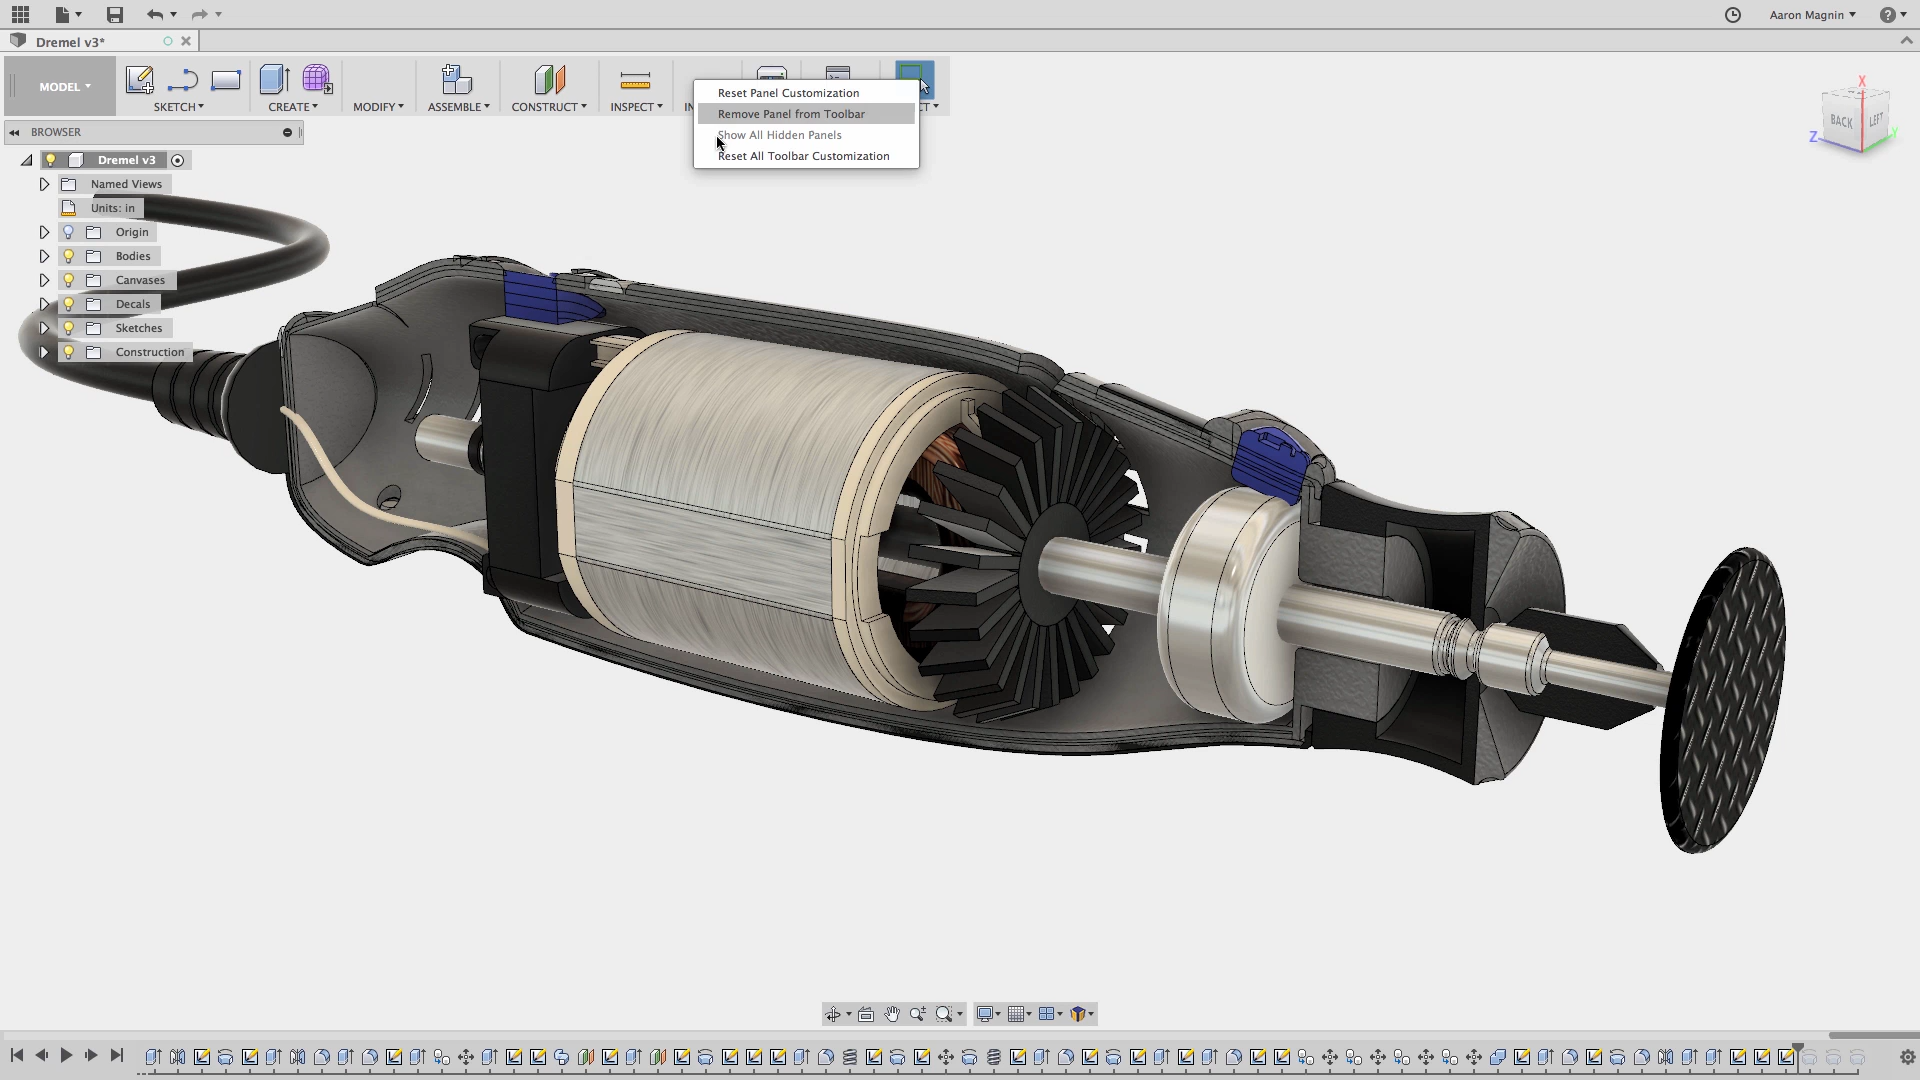 Aaron Magnin
Dremel v3*
MODEL
SKETCH
CREATE
MODIFY
ASSEMBLE
CONSTRUCT
INSPECT
Reset Panel Customization
Remove Panel from Toolbar
Show All Hidden Panels
Reset All Toolbar Customization
BROWSER
Dremel v3
Named Views
Units: in
Origin
Bodies
Canvases
Decals
Sketches
Construction
X
BACK
LEFT
Z
Y